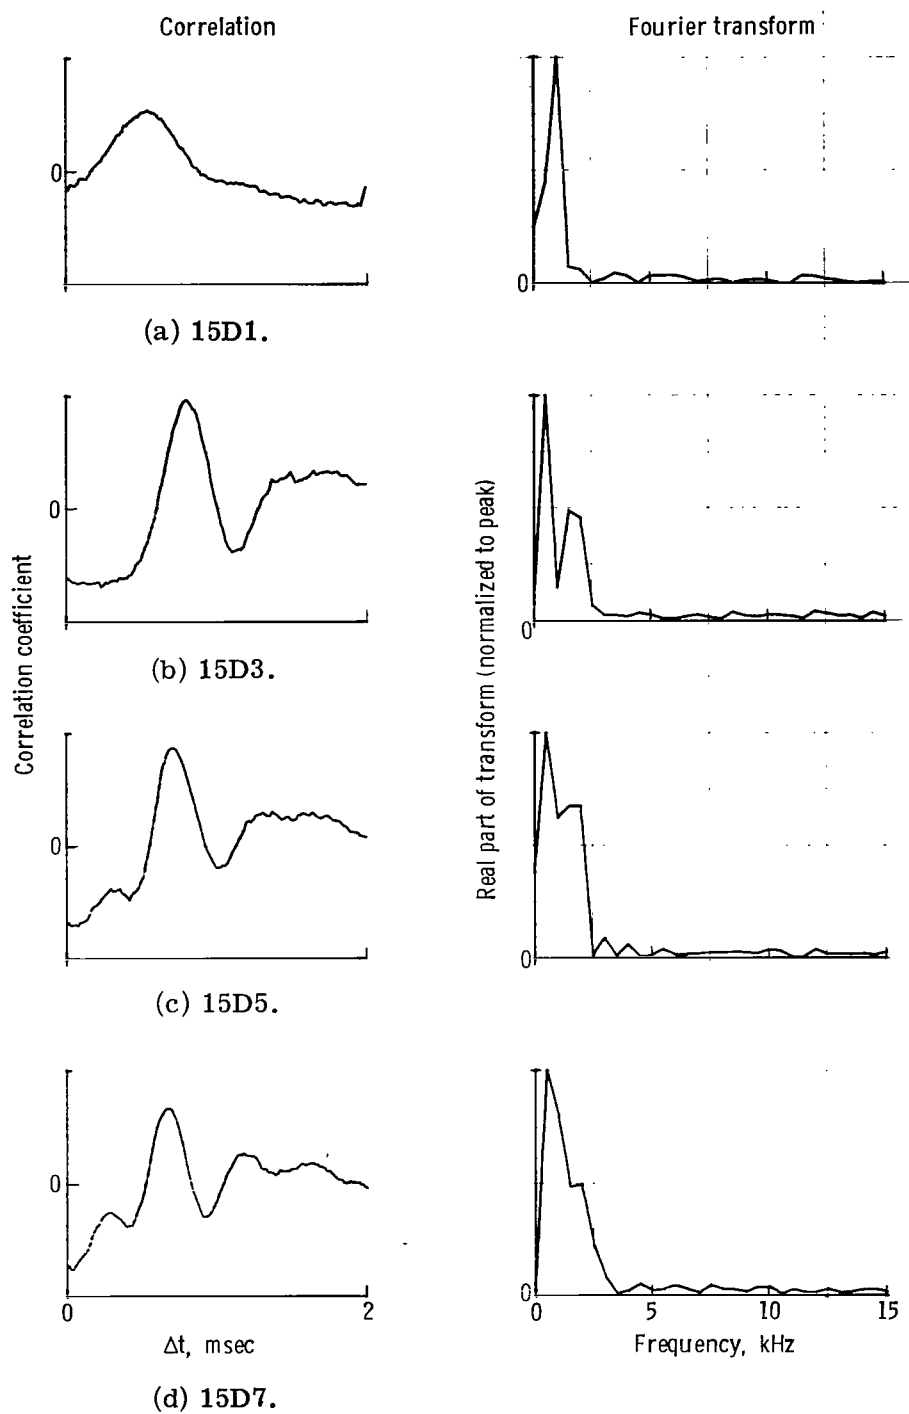 Correlation
Fourier transform
0
0
(a) 15D1.
0
0
(b) 15D3.
Correlation coefficient
Real part of transform (normalized to peak)
0
0
(c) 15D5.
0
0
0
2
Δt, msec
0
5
10
15
Frequency, kHz
(d) 15D7.